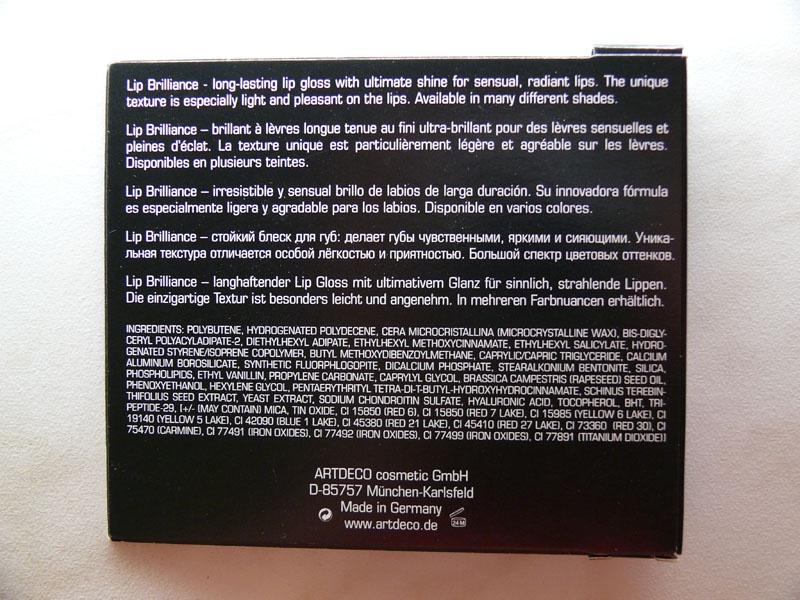 Lip Brilliance - long-lasting lip gloss with ultimate shine for sensual, radiant lips. The unique
texture is especially light and pleasant on the lips. Available in many different shades.
Lip Brilliance – brillant à lèvres longue tenue au fini ultra-brillant pour des lèvres sensuelles et
pleines d'éclat. La texture unique est particulièrement légère et agréable sur les lèvres.
Disponibles en plusieurs teintes.
Lip Brilliance – irresistible y sensual brillo de labios de larga duración. Su innovadora fórmula
es especialmente ligera y agradable para los labios. Disponible en varios colores.
Lip Brilliance – стойкий блеск для губ: делает губы чувственными, яркими и сияющими. Уника-
льная текстура отличается особой лёгкостью и приятностью. Большой спектр цветовых оттенков.
Lip Brilliance – langhaftender Lip Gloss mit ultimativem Glanz für sinnlich, strahlende Lippen.
Die einzigartige Textur ist besonders leicht und angenehm. In mehreren Farbnuancen erhältlich.
INGREDIENTS: POLYBUTENE, HYDROGENATED POLYDECENE, CERA MICROCRISTALLINA (MICROCRYSTALLINE WAX), BIS-DIGLY-
CERYL POLYACYLADIPATE-2, DIETHYLHEXYL ADIPATE, ETHYLHEXYL METHOXYCINNAMATE, ETHYLHEXYL SALICYLATE, HYDRO-
GENATED STYRENE/ISOPRENE COPOLYMER, BUTYL METHOXYDIBENZOYLMETHANE, CAPRYLIC/CAPRIC TRIGLYCERIDE, CALCIUM
ALUMINUM BOROSILICATE, SYNTHETIC FLUORPHLOGOPITE, DICALCIUM PHOSPHATE, STEARALKONIUM BENTONITE, SILICA,
PHOSPHOLIPIDS, ETHYL VANILLIN, PROPYLENE CARBONATE, CAPRYLYL GLYCOL, BRASSICA CAMPESTRIS (RAPESEED) SEED OIL,
PHENOXYETHANOL, HEXYLENE GLYCOL, PENTAERYTHRITYL TETRA-DI-T-BUTYL-HYDROXYHYDROCINNAMATE, SCHINUS TEREBIN-
THIFOLIUS SEED EXTRACT, YEAST EXTRACT, SODIUM CHONDROITIN SULFATE, HYALURONIC ACID, TOCOPHEROL, BHT, TRI-
PEPTIDE-29, [+/- (MAY CONTAIN) MICA, TIN OXIDE, CI 15850 (RED 6), CI 15850 (RED 7 LAKE), CI 15985 (YELLOW 6 LAKE), CI
19140 (YELLOW 5 LAKE), CI 42090 (BLUE 1 LAKE), CI 45380 (RED 21 LAKE), CI 45410 (RED 27 LAKE), CI 73360 (RED 30), CI
75470 (CARMINE), CI 77491 (IRON OXIDES), CI 77492 (IRON OXIDES), CI 77499 (IRON OXIDES), CI 77891 (TITANIUM DIOXIDE)]
ARTDECO cosmetic GmbH
D-85757 München-Karlsfeld
Made in Germany
www.artdeco.de
24 M